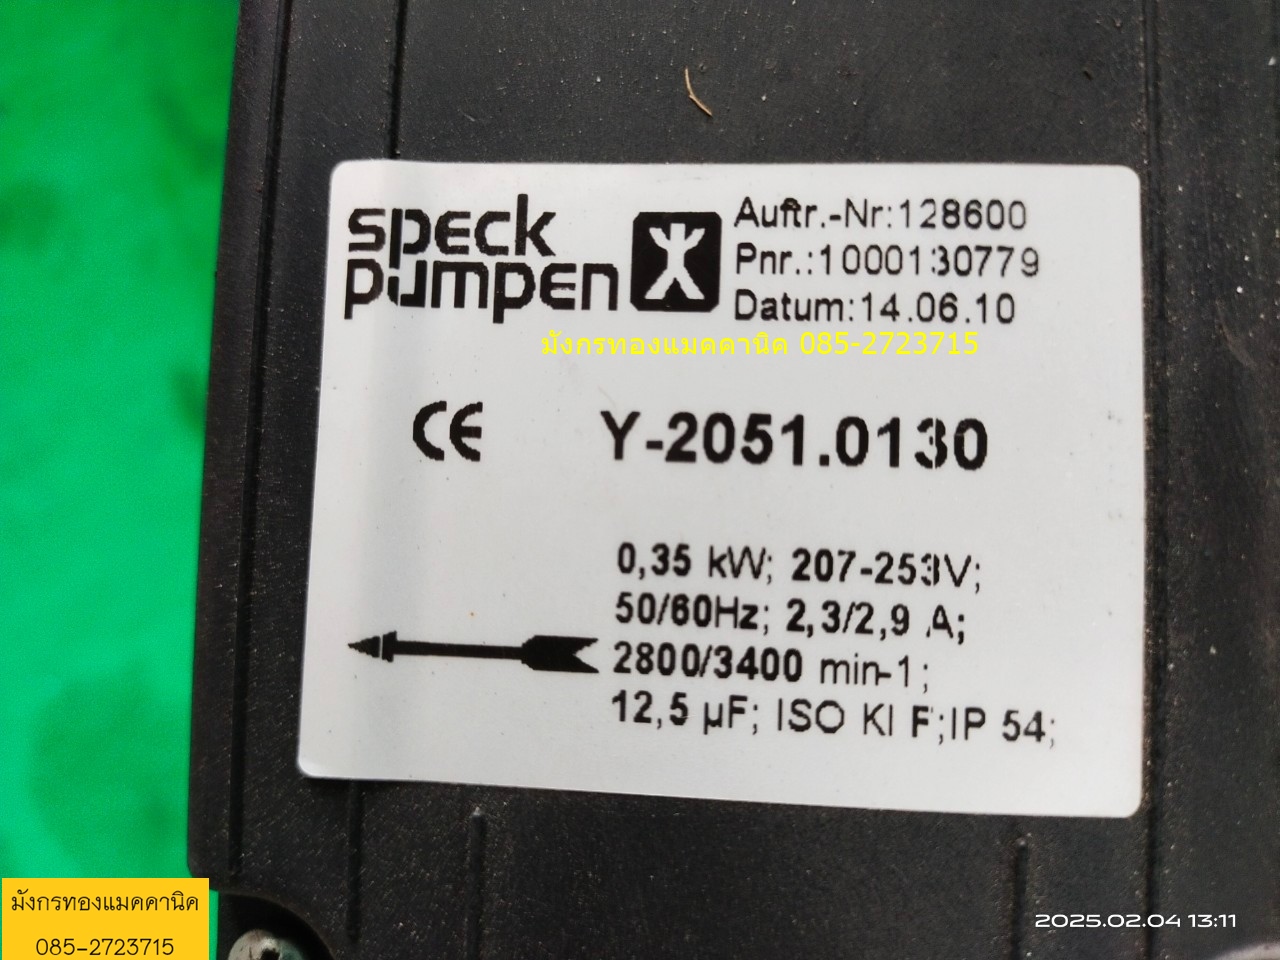 speck
pumpen
Auftr.-Nr:128600
Pnr.:1000130779
Datum:14.06.10
มังกรทองแมคคานิค 085-2723715
CE
Y-2051.0130
0,35 kW; 207-253V;
50/60Hz; 2,3/2,9 A;
2800/3400 min-1;
12,5 µF; ISO KI F;IP 54;
มังกรทองแมคคานิค
085-2723715
2025.02.04 13:11